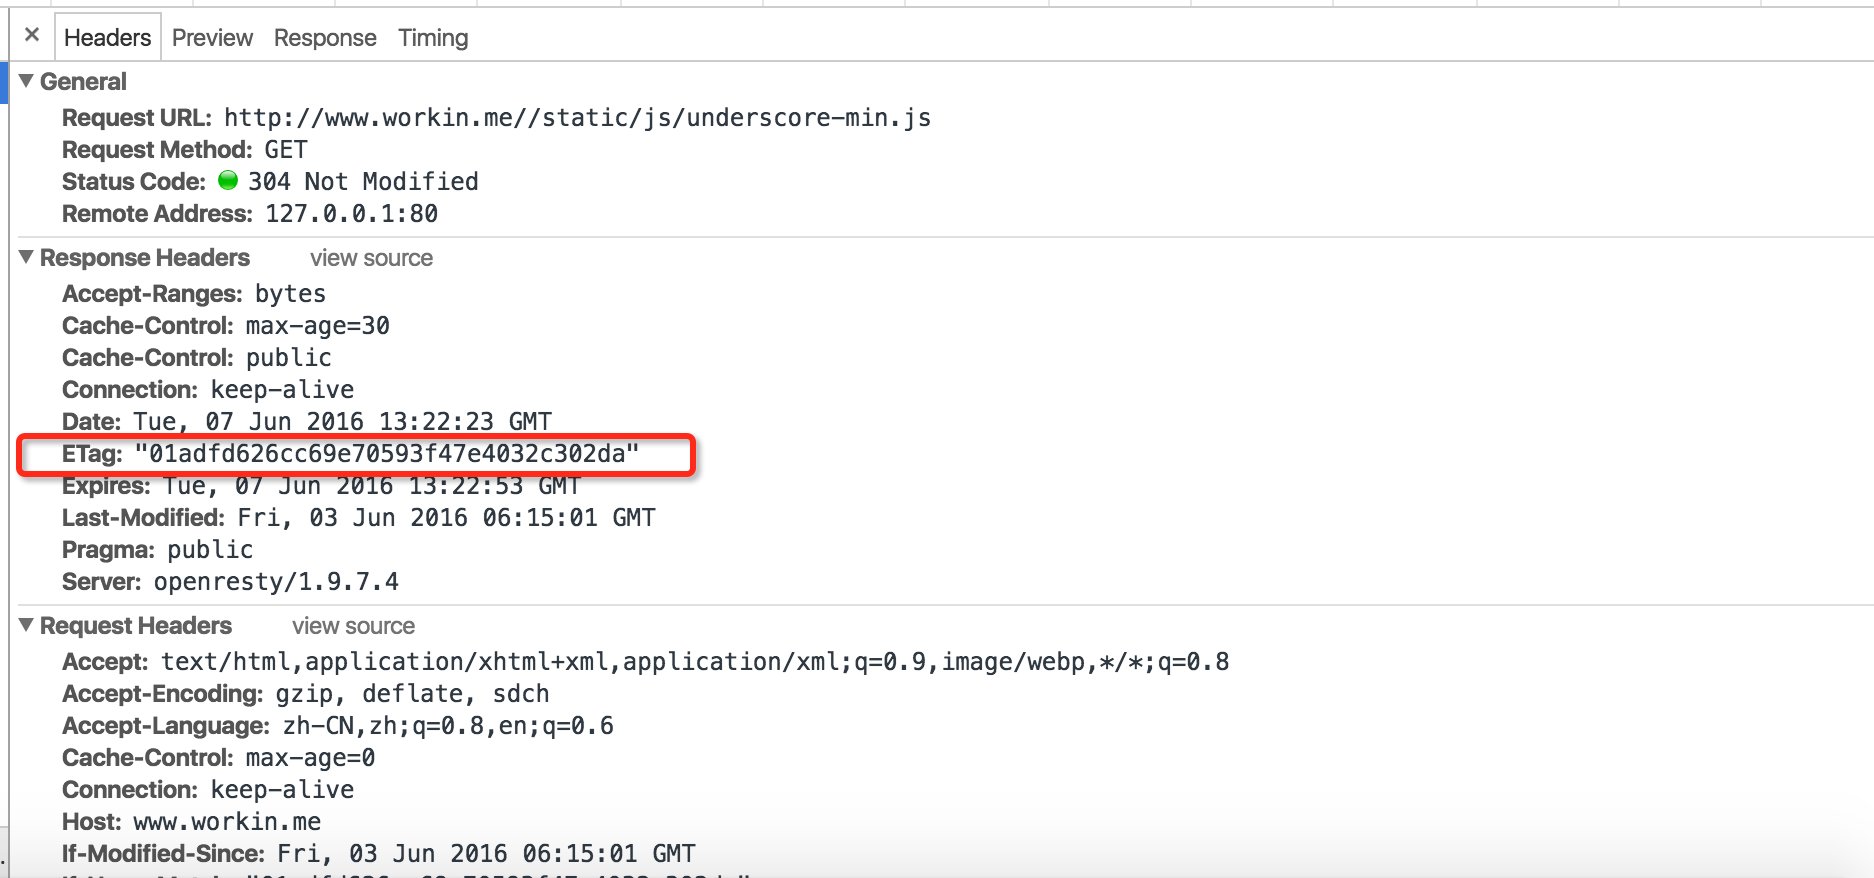 × Headers Preview Response Timing
▼ General
Request URL: http://www.workin.me//static/js/underscore-min.js
Request Method: GET
Status Code: 304 Not Modified
Remote Address: 127.0.0.1:80
▼ Response Headers view source
Accept-Ranges: bytes
Cache-Control: max-age=30
Cache-Control: public
Connection: keep-alive
Date: Tue, 07 Jun 2016 13:22:23 GMT
ETag: "01adfd626cc69e70593f47e4032c302da"
Expires: Tue, 07 Jun 2016 13:22:53 GMT
Last-Modified: Fri, 03 Jun 2016 06:15:01 GMT
Pragma: public
Server: openresty/1.9.7.4
▼ Request Headers view source
Accept: text/html,application/xhtml+xml,application/xml;q=0.9,image/webp,*/*;q=0.8
Accept-Encoding: gzip, deflate, sdch
Accept-Language: zh-CN,zh;q=0.8,en;q=0.6
Cache-Control: max-age=0
Connection: keep-alive
Host: www.workin.me
If-Modified-Since: Fri, 03 Jun 2016 06:15:01 GMT